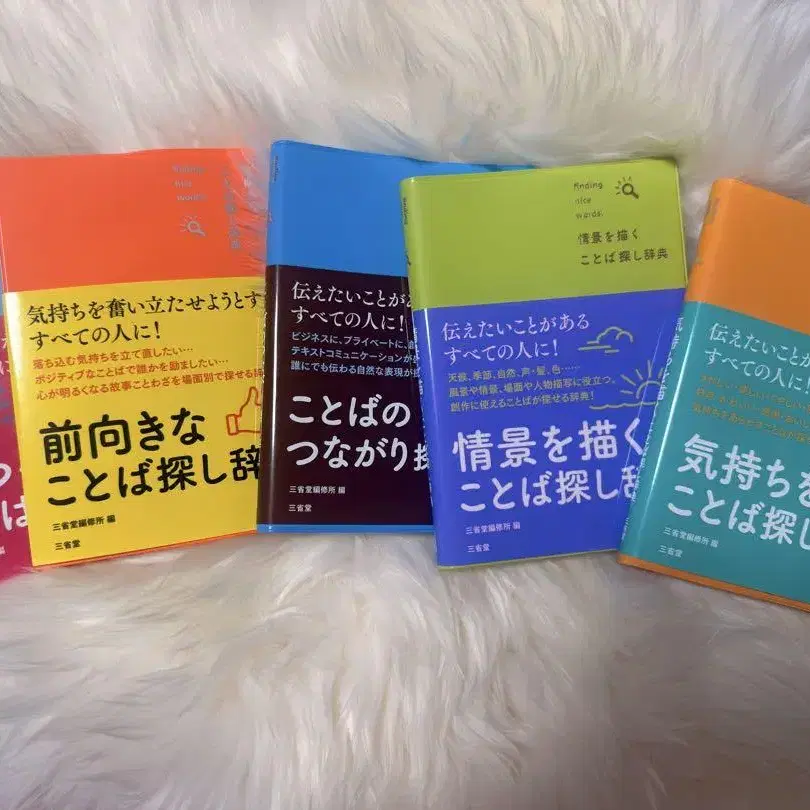 finding
nice
words.
気持ちを奮い立たせようとす
すべての人に!
落ち込む気持ちを立て直したい…
ポジティブなことばで誰かを励ましたい…
心が明るくなる故事ことわざを場面別で探せる辞
前向きな
ことば探し辞
三省堂編修所 編
三省堂
伝えたいことがあ
すべての人に!
ビジネスに、プライベートに、
テキストコミュニケーションが
誰にでも伝わる自然な表現が
ことばの
つながり探
三省堂編修所 編
三省堂
finding
nice
words.
情景を描く
ことば探し辞典
伝えたいことがある
すべての人に!
天候、季節、自然、声・髪、色……
風景や情景、場面や人物描写に役立つ、
創作に使えることばが探せる辞典!
情景を描く
ことば探し辞
三省堂編修所 編
三省堂
伝えたいことが
すべての人に
気持ちを
ことば探し
三省堂編修所 編
三省堂